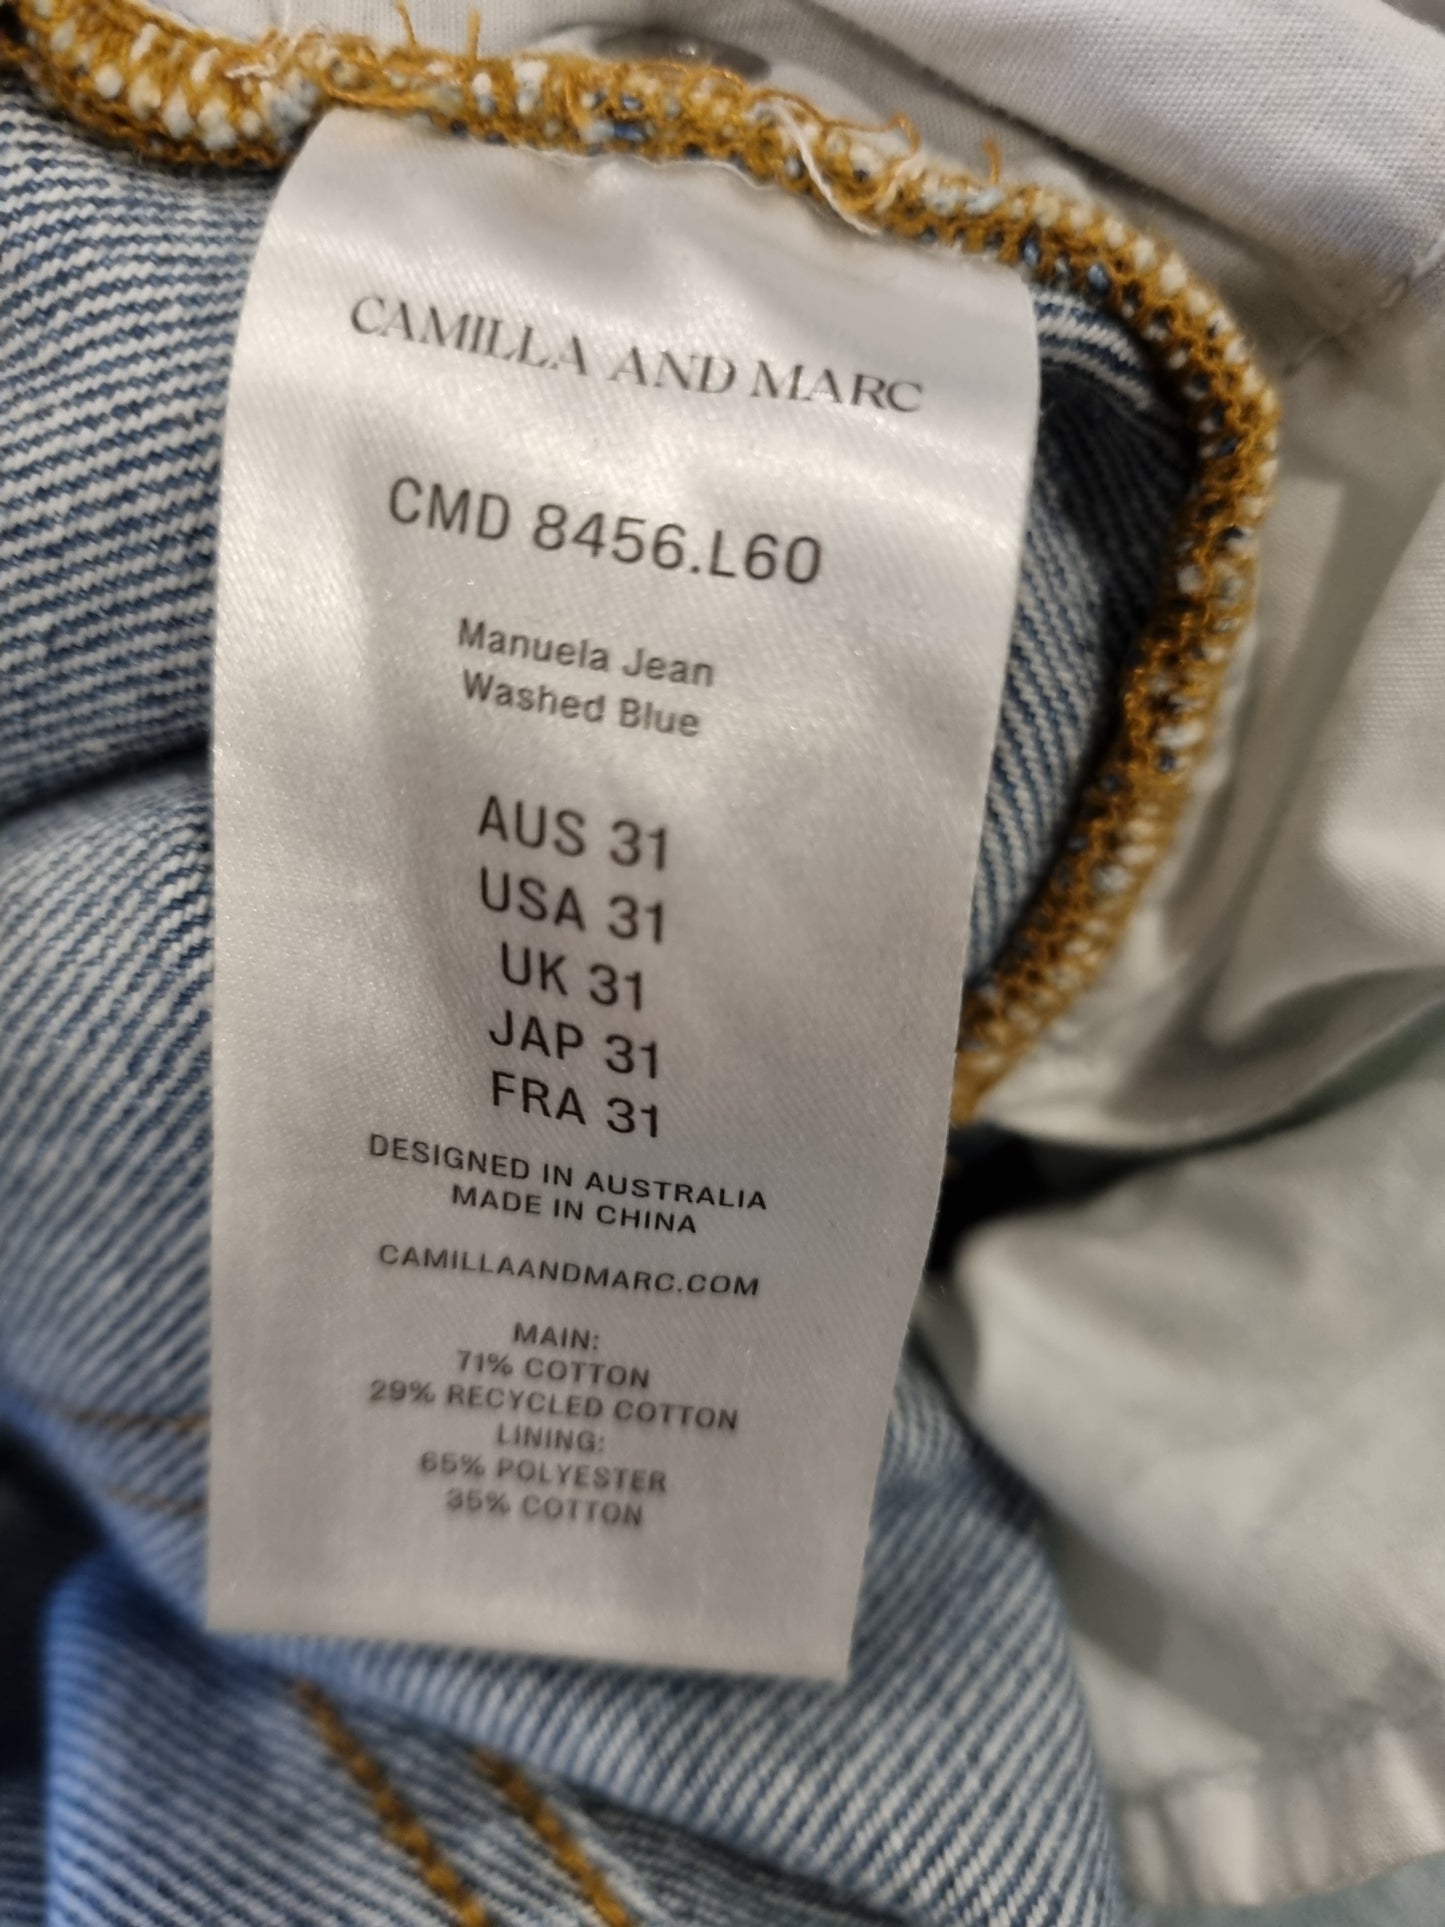 CAMILLA AND MARC
CMD 8456.L60
Manuela Jean
Washed Blue
AUS 31
USA 31
UK 31
JAP 31
FRA 31
DESIGNED IN AUSTRALIA
MADE IN CHINA
CAMILLAANDMARC.COM
MAIN:
71% COTTON
29% RECYCLED COTTON
LINING:
65% POLYESTER
35% COTTON